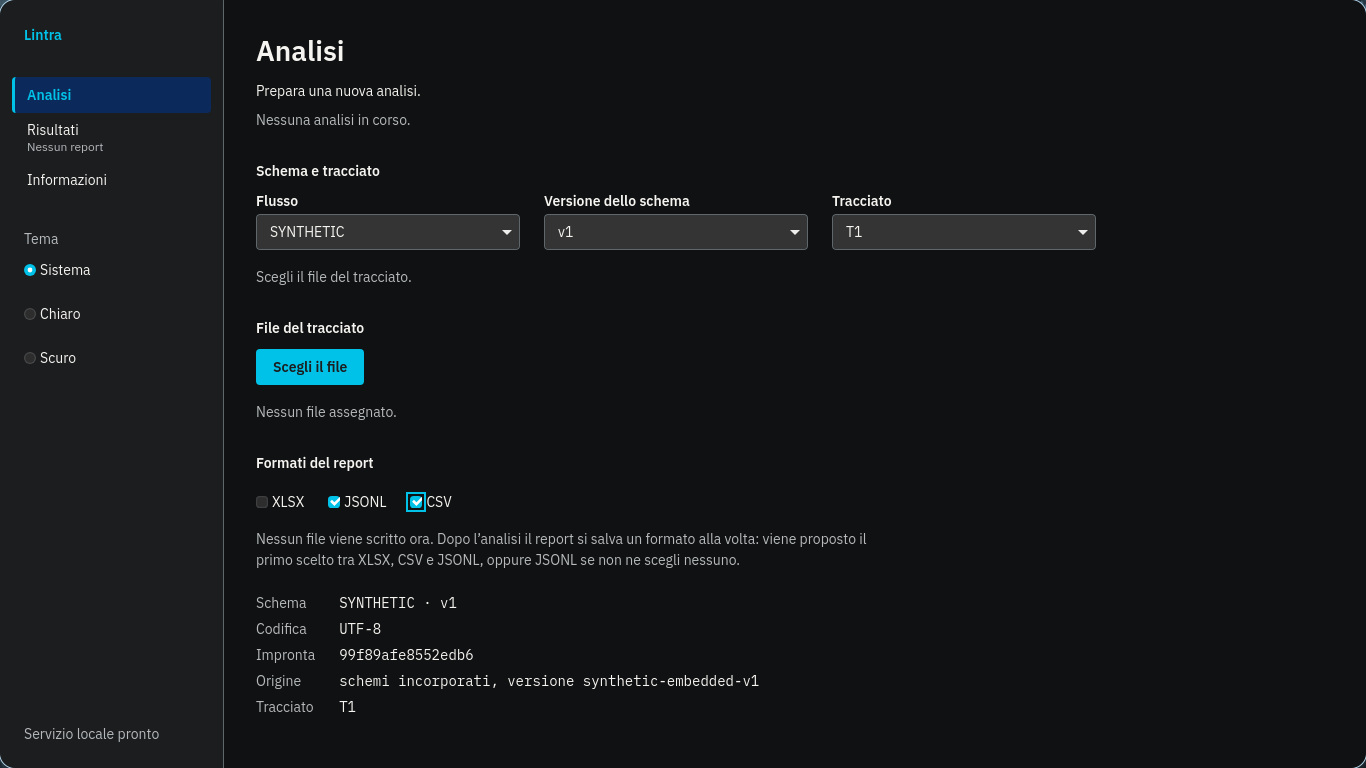 Lintra
Analisi
Risultati
Nessun report
Informazioni
Tema
Sistema
Chiaro
Scuro
Servizio locale pronto
Analisi
Prepara una nuova analisi.
Nessuna analisi in corso.
Schema e tracciato
Flusso
SYNTHETIC
Versione dello schema
v1
Tracciato
T1
Scegli il file del tracciato.
File del tracciato
Scegli il file
Nessun file assegnato.
Formati del report
XLSX JSONL CSV
Nessun file viene scritto ora. Dopo l’analisi il report si salva un formato alla volta: viene proposto il
primo scelto tra XLSX, CSV e JSONL, oppure JSONL se non ne scegli nessuno.
Schema SYNTHETIC · v1
Codifica UTF-8
Impronta 99f89afe8552edb6
Origine schemi incorporati, versione synthetic-embedded-v1
Tracciato T1